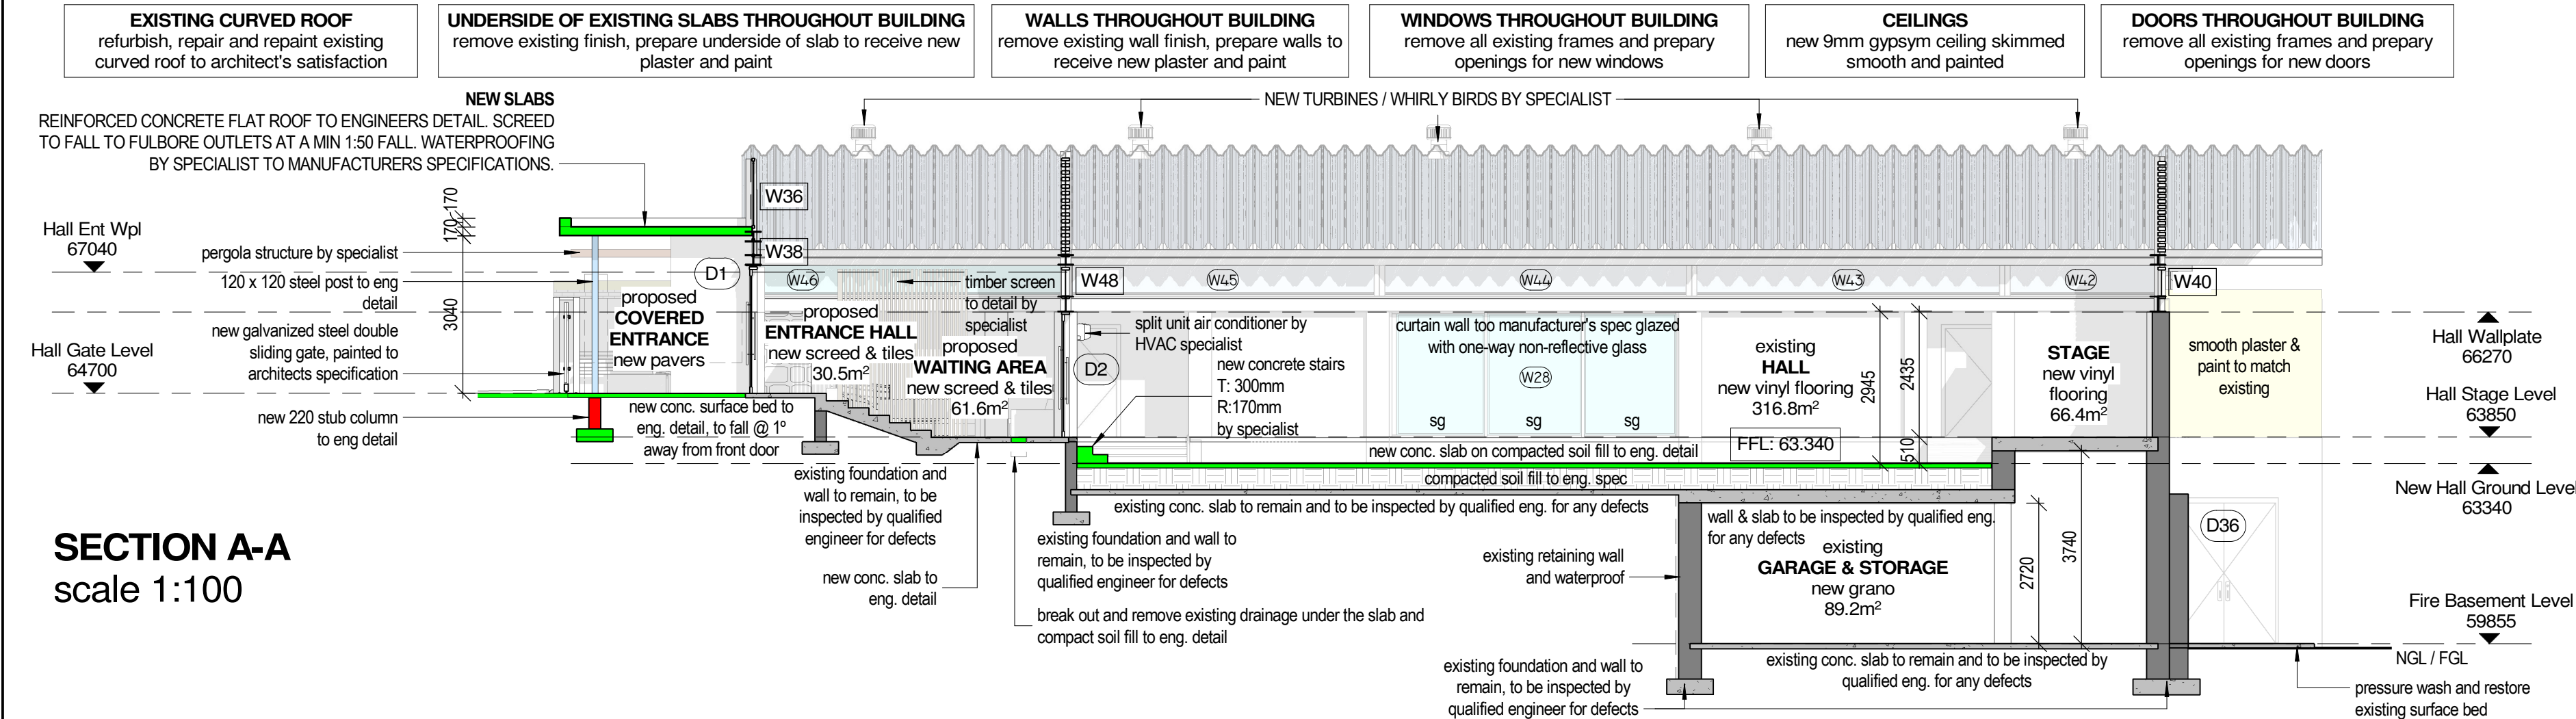 EXISTING CURVED ROOF
refurbish, repair and repaint existing
curved roof to architect's satisfaction
UNDERSIDE OF EXISTING SLABS THROUGHOUT BUILDING
remove existing finish, prepare underside of slab to receive new
plaster and paint
WALLS THROUGHOUT BUILDING
remove existing wall finish, prepare walls to
receive new plaster and paint
WINDOWS THROUGHOUT BUILDING
remove all existing frames and prepary
openings for new windows
CEILINGS
new 9mm gypsym ceiling skimmed
smooth and painted
DOORS THROUGHOUT BUILDING
remove all existing frames and prepary
openings for new doors
NEW SLABS
REINFORCED CONCRETE FLAT ROOF TO ENGINEERS DETAIL. SCREED
TO FALL TO FULBORE OUTLETS AT A MIN 1:50 FALL. WATERPROOFING
BY SPECIALIST TO MANUFACTURERS SPECIFICATIONS.
NEW TURBINES / WHIRLY BIRDS BY SPECIALIST
Hall Ent Wpl
67040
Hall Gate Level
64700
170
170
3040
pergola structure by specialist
120 x 120 steel post to eng
detail
new galvanized steel double
sliding gate, painted to
architects specification
new 220 stub column
to eng detail
W36
W38
D1
W46
W48
W45
W44
W43
W42
W40
proposed
COVERED
ENTRANCE
new pavers
proposed
ENTRANCE HALL
new screed & tiles
30.5m²
timber screen
to detail by
specialist
proposed
WAITING AREA
new screed & tiles
61.6m²
D2
split unit air conditioner by
HVAC specialist
new concrete stairs
T: 300mm
R:170mm
by specialist
curtain wall too manufacturer's spec glazed
with one-way non-reflective glass
W28
sg
sg
sg
existing
HALL
new vinyl flooring
316.8m²
2945
2435
510
FFL: 63.340
STAGE
new vinyl
flooring
66.4m²
smooth plaster &
paint to match
existing
Hall Wallplate
66270
Hall Stage Level
63850
New Hall Ground Level
63340
Fire Basement Level
59855
new conc. surface bed to
eng. detail, to fall @ 1º
away from front door
existing foundation and
wall to remain, to be
inspected by qualified
engineer for defects
new conc. slab to
eng. detail
new conc. slab on compacted soil fill to eng. detail
compacted soil fill to eng. spec
existing conc. slab to remain and to be inspected by qualified eng. for any defects
existing foundation and wall to
remain, to be inspected by
qualified engineer for defects
break out and remove existing drainage under the slab and
compact soil fill to eng. detail
existing retaining wall
and waterproof
wall & slab to be inspected by qualified eng.
for any defects
existing
GARAGE & STORAGE
new grano
89.2m²
2720
3740
D36
existing conc. slab to remain and to be inspected by
qualified eng. for any defects
existing foundation and wall to
remain, to be inspected by
qualified engineer for defects
NGL / FGL
pressure wash and restore
existing surface bed
SECTION A-A
scale 1:100